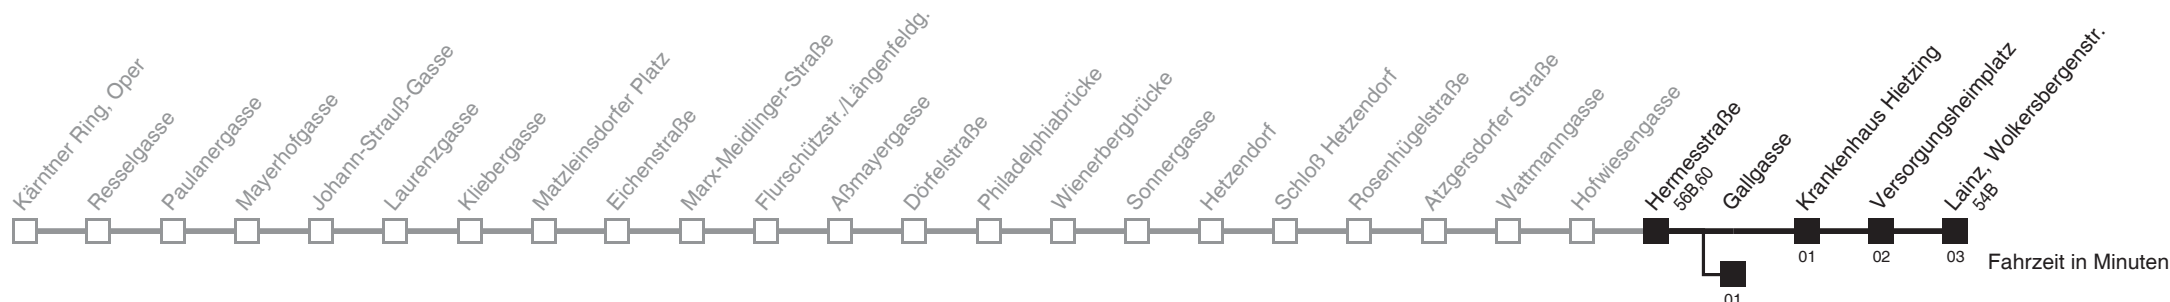 Kärntner Ring, Oper
Resselgasse
Paulanergasse
Mayerhofgasse
Johann-Strauß-Gasse
Laurenzgasse
Kliebergasse
Matzleinsdorfer Platz
Eichenstraße
Marx-Meidlinger-Straße
Flurschützstr./Längenfeldg.
Aßmayergasse
Dörfelstraße
Philadelphiabrücke
Wienerbergbrücke
Sonnergasse
Hetzendorf
Schloß Hetzendorf
Rosenhügelstraße
Atzgersdorfer Straße
Wattmanngasse
Hofwiesengasse
Hermesstraße
56B,60
Gallgasse
Krankenhaus Hietzing
Versorgungsheimplatz
Lainz, Wolkersbergenstr.
54B
01
02
03
Fahrzeit in Minuten
01